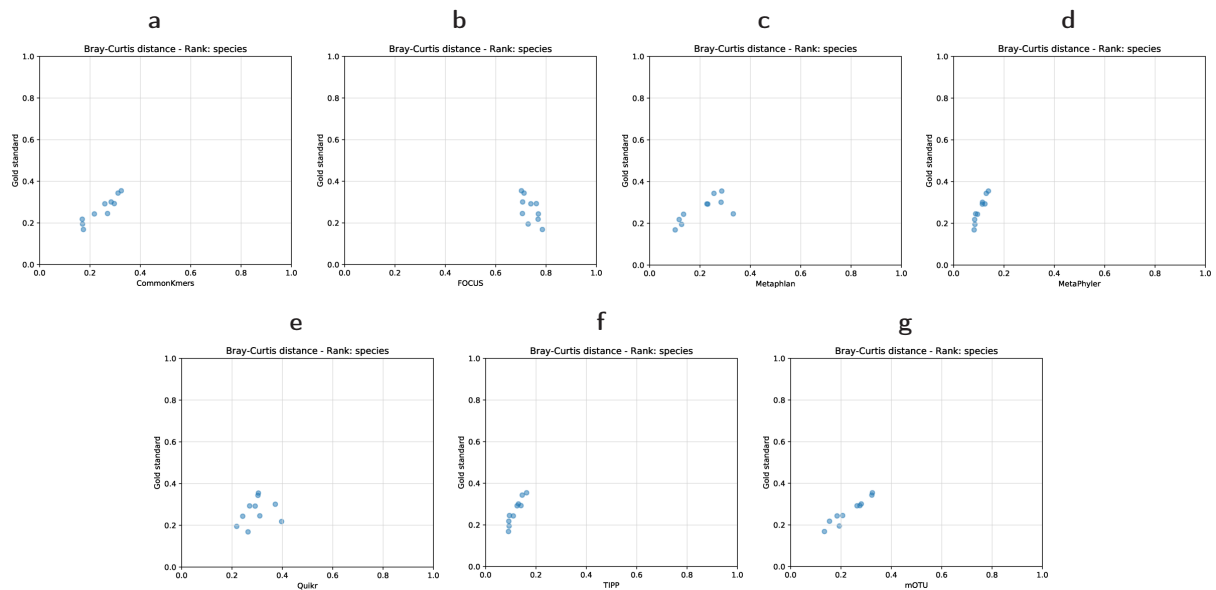 a b c d
Bray-Curtis distance - Rank: species
1.0
0.8
0.6
0.4
0.2
0.0
Gold standard
0.0 0.2 0.4 0.6 0.8 1.0
CommonKmers
Bray-Curtis distance - Rank: species
1.0
0.8
0.6
0.4
0.2
0.0
Gold standard
0.0 0.2 0.4 0.6 0.8 1.0
FOCUS
Bray-Curtis distance - Rank: species
1.0
0.8
0.6
0.4
0.2
0.0
Gold standard
0.0 0.2 0.4 0.6 0.8 1.0
Metaphlan
Bray-Curtis distance - Rank: species
1.0
0.8
0.6
0.4
0.2
0.0
Gold standard
0.0 0.2 0.4 0.6 0.8 1.0
MetaPhyler
e f g
Bray-Curtis distance - Rank: species
1.0
0.8
0.6
0.4
0.2
0.0
Gold standard
0.0 0.2 0.4 0.6 0.8 1.0
Quikr
Bray-Curtis distance - Rank: species
1.0
0.8
0.6
0.4
0.2
0.0
Gold standard
0.0 0.2 0.4 0.6 0.8 1.0
TIPP
Bray-Curtis distance - Rank: species
1.0
0.8
0.6
0.4
0.2
0.0
Gold standard
0.0 0.2 0.4 0.6 0.8 1.0
mOTU